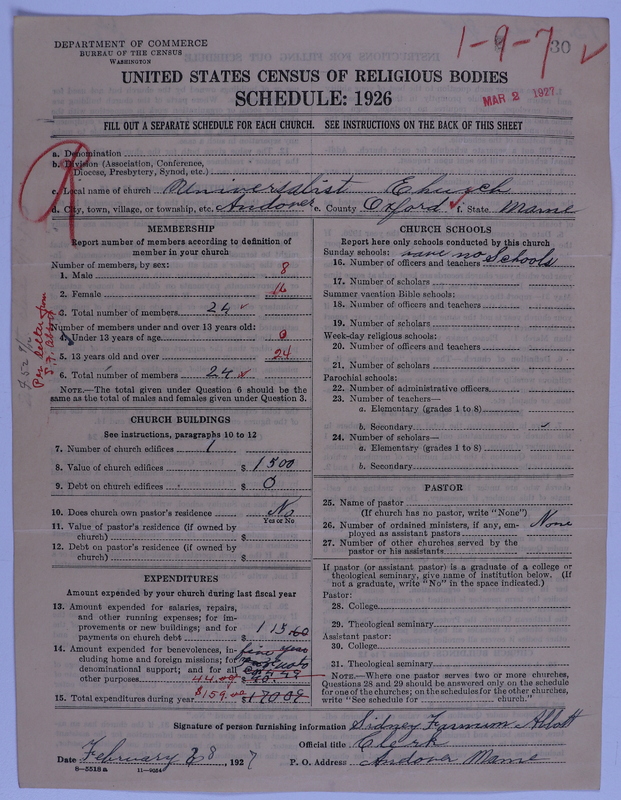 DEPARTMENT OF COMMERCE
BUREAU OF THE CENSUS
WASHINGTON
1-9-7 30
UNITED STATES CENSUS OF RELIGIOUS BODIES
SCHEDULE: 1926
MAR 2 1927
FILL OUT A SEPARATE SCHEDULE FOR EACH CHURCH. SEE INSTRUCTIONS ON THE BACK OF THIS SHEET
a. Denomination
b. Division (Association, Conference, Diocese, Presbytery, Synod, etc.)
c. Local name of church Universalist Church
d. City, town, village, or township, etc. Andover e. County Oxford f. State Maine
MEMBERSHIP
Report number of members according to definition of
member in your church
Number of members, by sex:
1. Male 8
2. Female 16
3. Total number of members 24
Number of members under and over 13 years old:
4. Under 13 years of age 0
5. 13 years old and over 24
6. Total number of members 24
Per letter from
S. F. Abbott
NOTE.—The total given under Question 6 should be the
same as the total of males and females given under Question 3.
CHURCH BUILDINGS
See instructions, paragraphs 10 to 12
7. Number of church edifices 1
8. Value of church edifices $ 1500
9. Debt on church edifices $ 0
10. Does church own pastor's residence No
Yes or No
11. Value of pastor's residence (if owned by
church) $
12. Debt on pastor's residence (if owned by
church) $
EXPENDITURES
Amount expended by your church during last fiscal year
13. Amount expended for salaries, repairs,
and other running expenses; for im-
provements or new buildings; and for
payments on church debt $ 115.00
14. Amount expended for benevolences, in-
cluding home and foreign missions; for
denominational support; and for all
other purposes 44.00
15. Total expenditures during year $159.00
CHURCH SCHOOLS
Report here only schools conducted by this church
Sunday schools: have no Schools
16. Number of officers and teachers
17. Number of scholars
Summer vacation Bible schools:
18. Number of officers and teachers
19. Number of scholars
Week-day religious schools:
20. Number of officers and teachers
21. Number of scholars
Parochial schools:
22. Number of administrative officers
23. Number of teachers—
a. Elementary (grades 1 to 8)
b. Secondary
24. Number of scholars—
a. Elementary (grades 1 to 8)
b. Secondary
PASTOR
25. Name of pastor
(If church has no pastor, write "None")
26. Number of ordained ministers, if any, em-
ployed as assistant pastors None
27. Number of other churches served by the
pastor or his assistants
If pastor (or assistant pastor) is a graduate of a college or
theological seminary, give name of institution below. (If
not a graduate, write "No" in the space indicated.)
Pastor:
28. College
29. Theological seminary
Assistant pastor:
30. College
31. Theological seminary
NOTE.—Where one pastor serves two or more churches,
Questions 28 and 29 should be answered only on the schedule
for one of the churches; on the schedules for the other churches,
write "See schedule for church."
Signature of person furnishing information Sidney Farnum Abbott
Official title Clerk
Date February 28, 1927 P. O. Address Andover Maine
8—5518a 11—9054